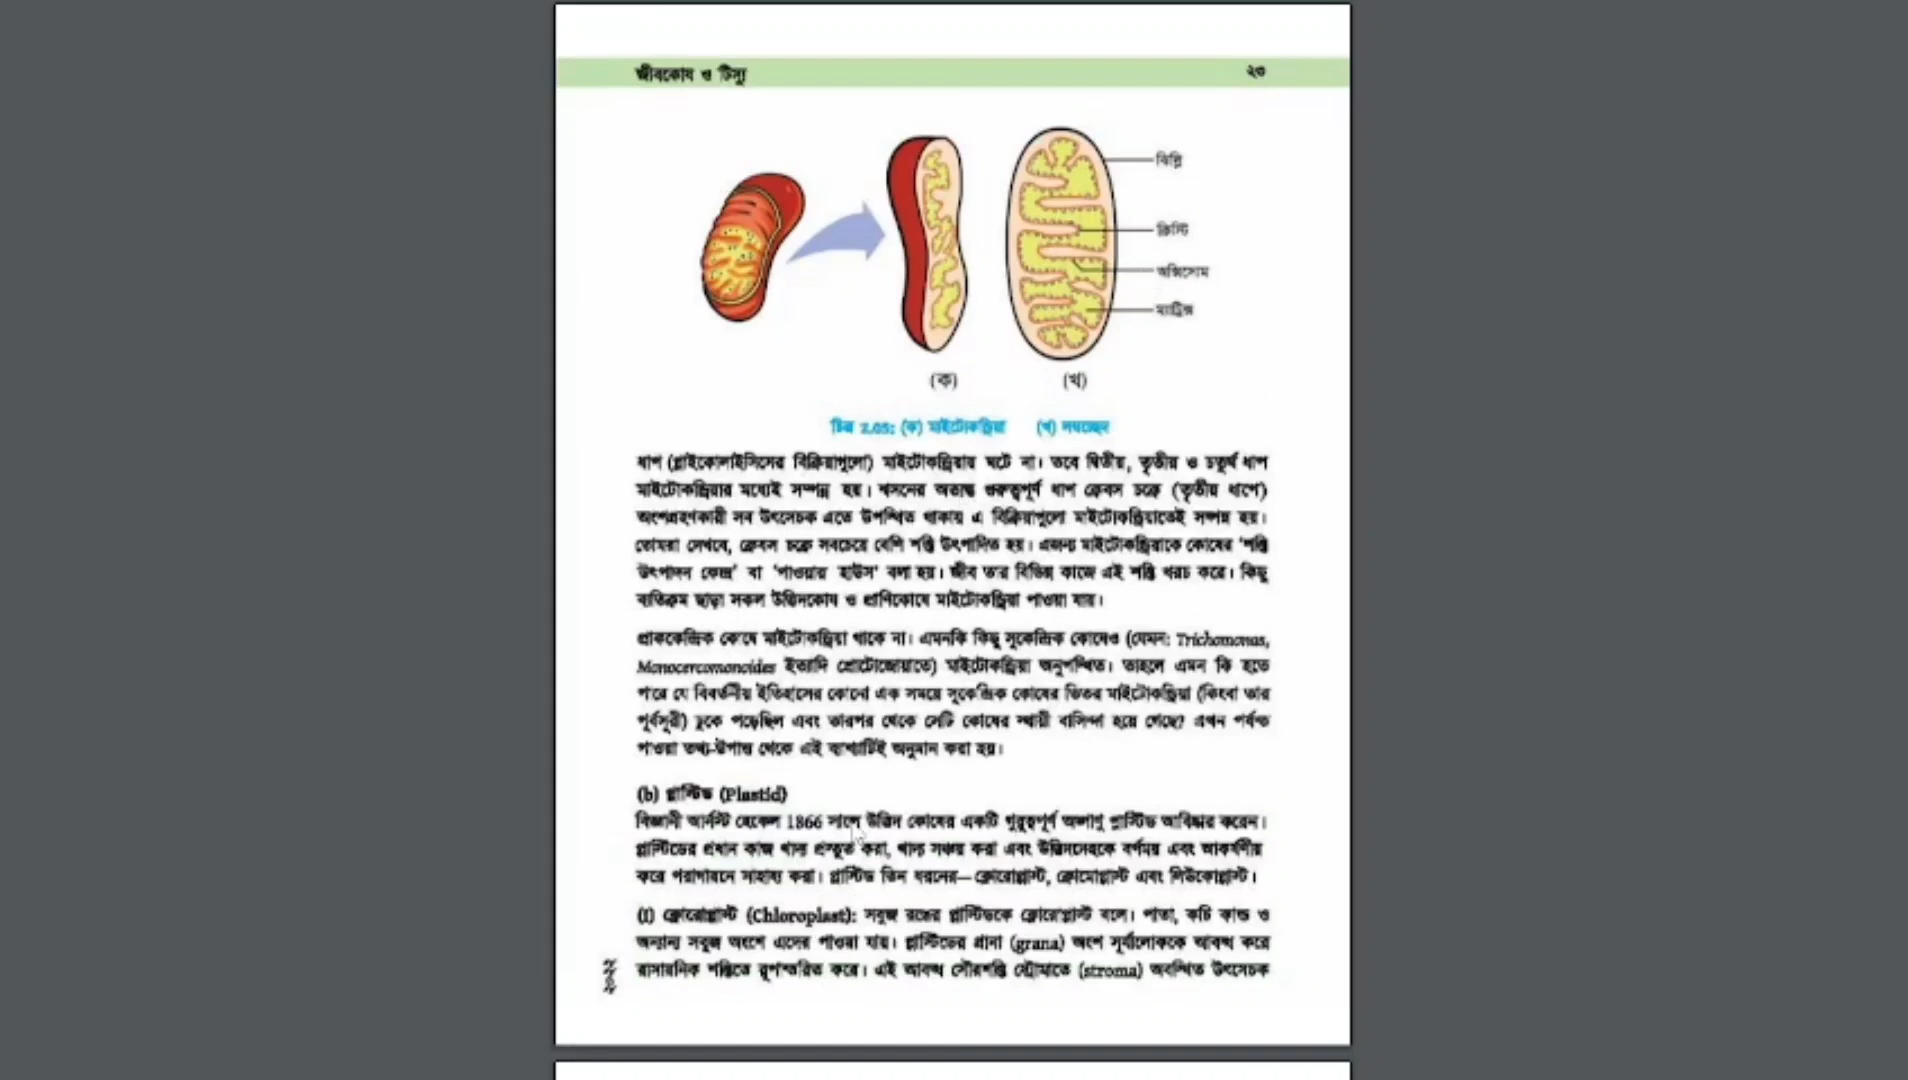 জীবকোষ ও টিস্যু
২৩
ঝিল্লি
ক্রিস্টি
অক্সিসোম
ম্যাট্রিক্স
(ক)
(খ)
চিত্র 2.05: (ক) মাইটোকন্ড্রিয়া (খ) লম্বচ্ছেদ
ধাপ (গ্লাইকোলাইসিসের বিক্রিয়াগুলো) মাইটোকন্ড্রিয়ায় ঘটে না। তবে দ্বিতীয়, তৃতীয় ও চতুর্থ ধাপ
মাইটোকন্ড্রিয়ার মধ্যেই সম্পন্ন হয়। শ্বসনের অত্যন্ত গুরুত্বপূর্ণ ধাপ ক্রেবস চক্রে (তৃতীয় ধাপে)
অংশগ্রহণকারী সব উৎসেচক এতে উপস্থিত থাকায় এ বিক্রিয়াগুলো মাইটোকন্ড্রিয়াতেই সম্পন্ন হয়।
তোমরা দেখবে, ক্রেবস চক্রে সবচেয়ে বেশি শক্তি উৎপাদিত হয়। এজন্য মাইটোকন্ড্রিয়াকে কোষের ‘শক্তি
উৎপাদন কেন্দ্র’ বা ‘পাওয়ার হাউস’ বলা হয়। জীব তার বিভিন্ন কাজে এই শক্তি খরচ করে। কিছু
ব্যতিক্রম ছাড়া সকল উদ্ভিদকোষ ও প্রাণিকোষে মাইটোকন্ড্রিয়া পাওয়া যায়।
প্রাককেন্দ্রিক কোষে মাইটোকন্ড্রিয়া থাকে না। এমনকি কিছু সুকেন্দ্রিক কোষেও (যেমন: Trichomonas,
Monocercomonoides ইত্যাদি প্রোটোজোয়াতে) মাইটোকন্ড্রিয়া অনুপস্থিত। তাহলে এমন কি হতে
পারে যে বিবর্তনীয় ইতিহাসের কোনো এক সময়ে সুকেন্দ্রিক কোষের ভিতর মাইটোকন্ড্রিয়া (কিংবা তার
পূর্বসূরী) ঢুকে পড়েছিল এবং তারপর থেকে সেটি কোষের স্থায়ী বাসিন্দা হয়ে গেছে? এখন পর্যন্ত
পাওয়া তথ্য-উপাত্ত থেকে এই ব্যাখ্যাটিই অনুমান করা হয়।
(b) প্লাস্টিড (Plastid)
বিজ্ঞানী আর্নস্ট হেকেল 1866 সালে উদ্ভিদ কোষের একটি গুরুত্বপূর্ণ অঙ্গাণু প্লাস্টিড আবিষ্কার করেন।
প্লাস্টিডের প্রধান কাজ খাদ্য প্রস্তুত করা, খাদ্য সঞ্চয় করা এবং উদ্ভিদদেহকে বর্ণময় এবং আকর্ষণীয়
করে পরাগায়নে সাহায্য করা। প্লাস্টিড তিন ধরনের— ক্লোরোপ্লাস্ট, ক্রোমোপ্লাস্ট এবং লিউকোপ্লাস্ট।
(i) ক্লোরোপ্লাস্ট (Chloroplast): সবুজ রঙের প্লাস্টিডকে ক্লোরোপ্লাস্ট বলে। পাতা, কচি কাণ্ড ও
অন্যান্য সবুজ অংশে এদের পাওয়া যায়। প্লাস্টিডের গ্রানা (grana) অংশ সূর্যালোককে আবদ্ধ করে
রাসায়নিক শক্তিতে রূপান্তরিত করে। এই আবদ্ধ সৌরশক্তি স্ট্রোমাতে (stroma) অবস্থিত উৎসেচক